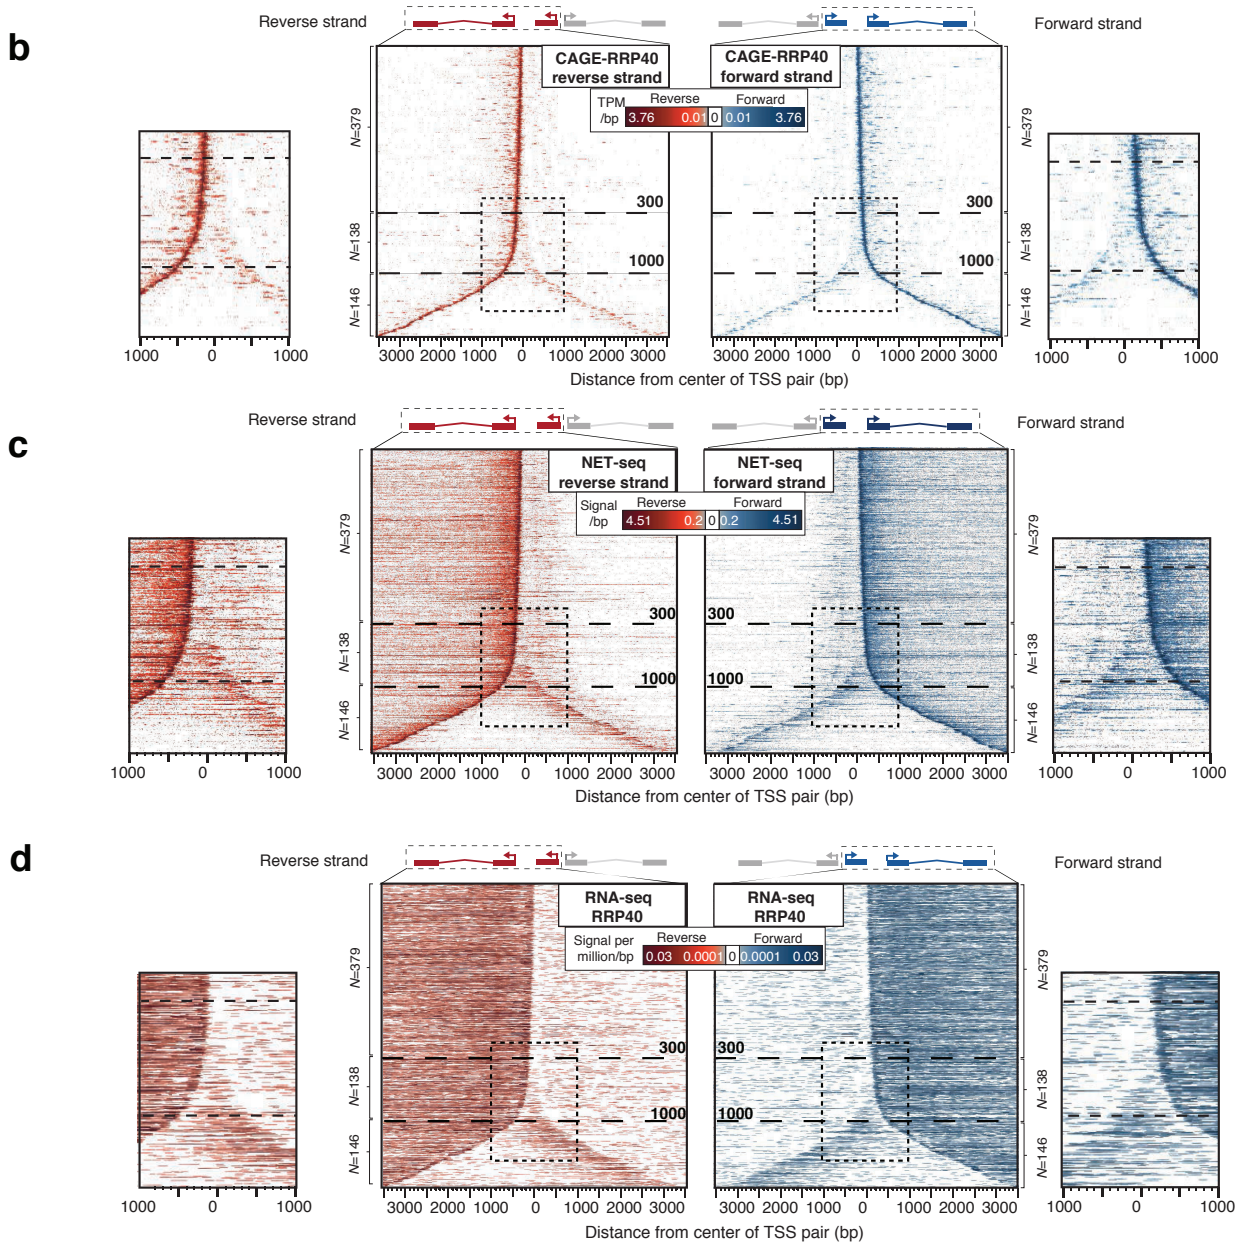 b
Reverse strand
Forward strand
CAGE-RRP40
reverse strand
CAGE-RRP40
forward strand
TPM
/bp
Reverse
Forward
3.76
0.01
0
0.01
3.76
N=379
N=138
N=146
300
1000
300
1000
N=379
N=138
N=146
1000 0 1000
3000 2000 1000 0 1000 2000 3000
3000 2000 1000 0 1000 2000 3000
1000 0 1000
Distance from center of TSS pair (bp)
c
Reverse strand
Forward strand
NET-seq
reverse strand
NET-seq
forward strand
Signal
/bp
Reverse
Forward
4.51
0.2
0
0.2
4.51
N=379
N=138
N=146
300
1000
300
1000
N=379
N=138
N=146
1000 0 1000
3000 2000 1000 0 1000 2000 3000
3000 2000 1000 0 1000 2000 3000
1000 0 1000
Distance from center of TSS pair (bp)
d
Reverse strand
Forward strand
RNA-seq
RRP40
RNA-seq
RRP40
Signal per
million/bp
Reverse
Forward
0.03
0.0001
0
0.0001
0.03
N=379
N=138
N=146
300
1000
300
1000
N=379
N=138
N=146
1000 0 1000
3000 2000 1000 0 1000 2000 3000
3000 2000 1000 0 1000 2000 3000
1000 0 1000
Distance from center of TSS pair (bp)